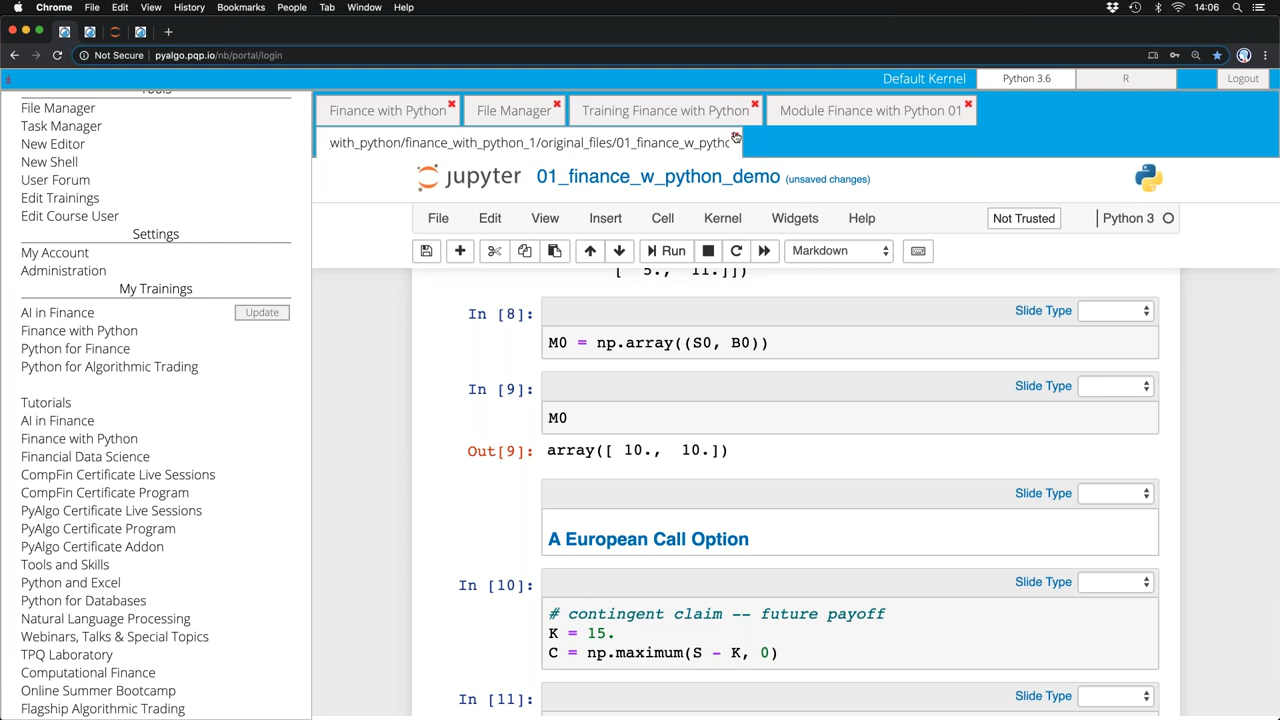 Chrome File Edit View History Bookmarks People Tab Window Help 14:06
Not Secure pyalgo.pqp.io/nb/portal/login
Default Kernel Python 3.6 R Logout
Tools
File Manager
Task Manager
New Editor
New Shell
User Forum
Edit Trainings
Edit Course User
Settings
My Account
Administration
My Trainings
AI in Finance Update
Finance with Python
Python for Finance
Python for Algorithmic Trading
Tutorials
AI in Finance
Finance with Python
Financial Data Science
CompFin Certificate Live Sessions
CompFin Certificate Program
PyAlgo Certificate Live Sessions
PyAlgo Certificate Program
PyAlgo Certificate Addon
Tools and Skills
Python and Excel
Python for Databases
Natural Language Processing
Webinars, Talks & Special Topics
TPQ Laboratory
Computational Finance
Online Summer Bootcamp
Flagship Algorithmic Trading
Finance with Python File Manager Training Finance with Python Module Finance with Python 01
with_python/finance_with_python_1/original_files/01_finance_w_pytho
jupyter 01_finance_w_python_demo (unsaved changes)
File Edit View Insert Cell Kernel Widgets Help Not Trusted Python 3
Run Markdown
[ 5., 11.]])
Slide Type
In [8]: M0 = np.array((S0, B0))
Slide Type
In [9]: M0
Out[9]: array([ 10., 10.])
Slide Type
A European Call Option
Slide Type
In [10]: # contingent claim -- future payoff
K = 15.
C = np.maximum(S - K, 0)
In [11]: Slide Type